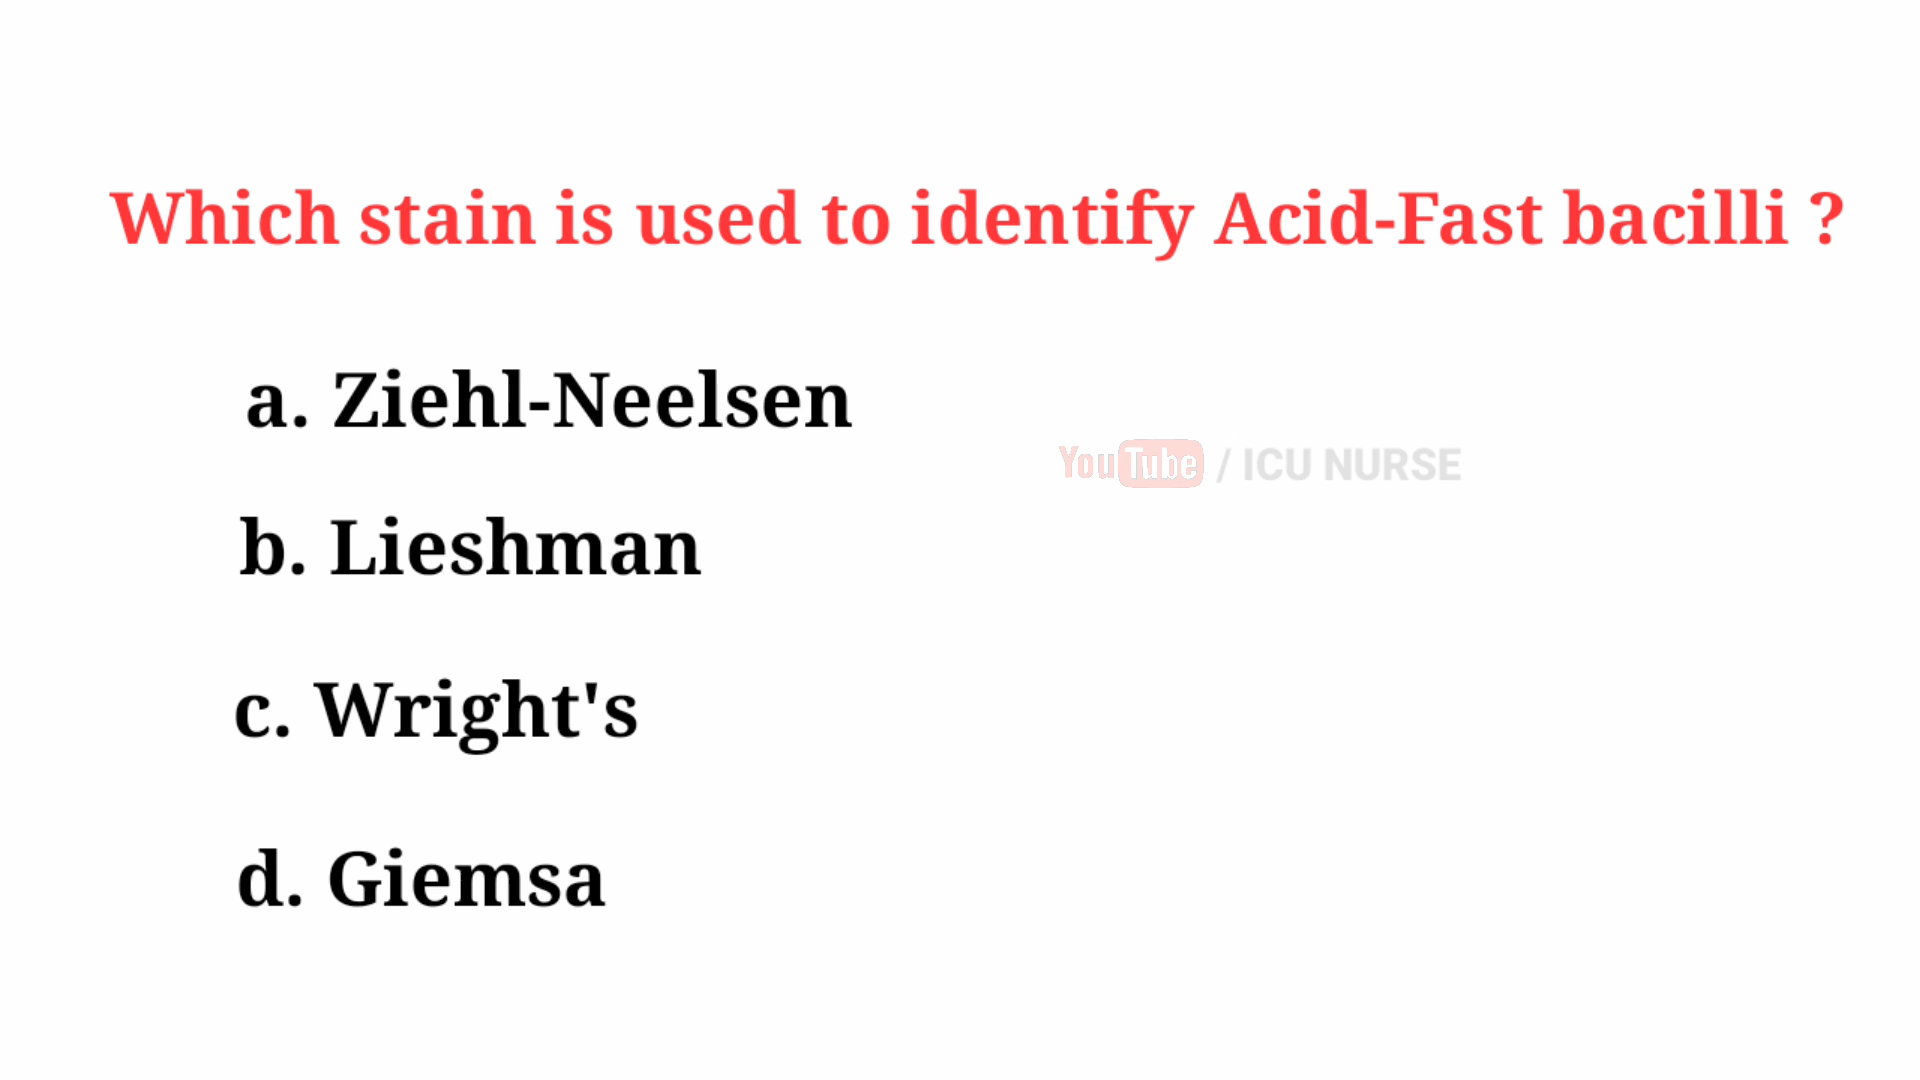 Which stain is used to identify Acid-Fast bacilli ?
a. Ziehl-Neelsen
YouTube / ICU NURSE
b. Lieshman
c. Wright's
d. Giemsa